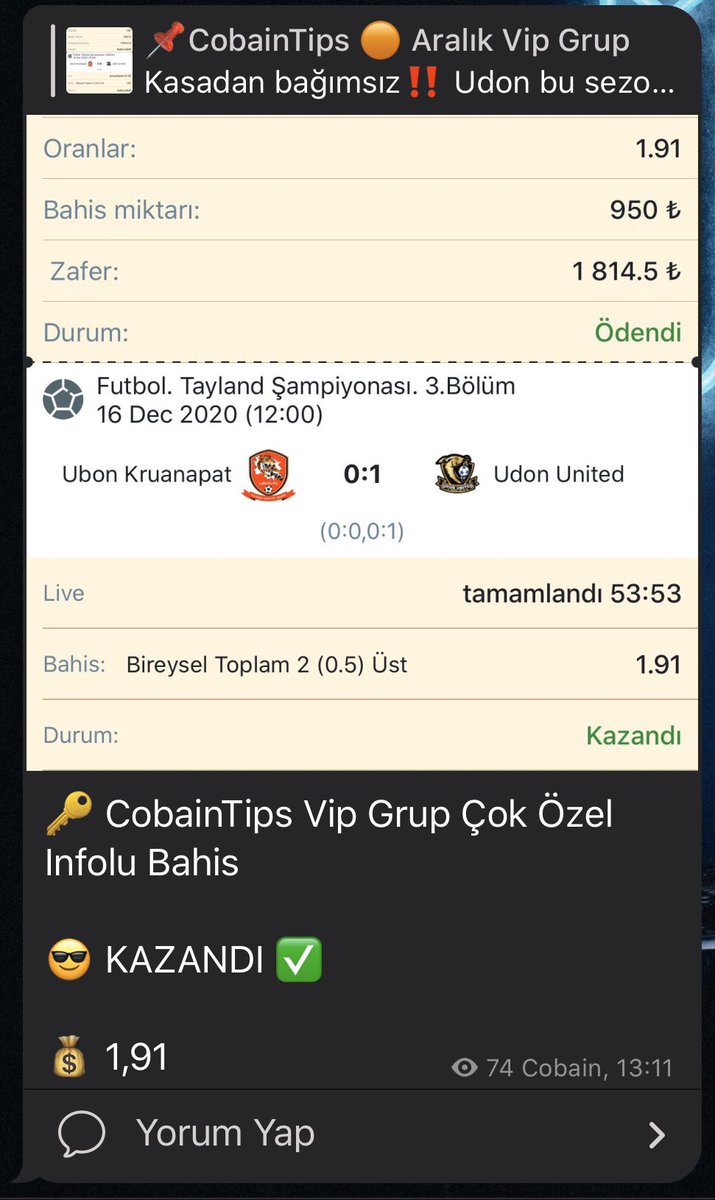 📌CobainTips 🟠 Aralık Vip Grup
Kasadan bağımsız‼️ Udon bu sezo...
Oranlar: 1.91
Bahis miktarı: 950 ₺
Zafer: 1 814.5 ₺
Durum: Ödendi
Futbol. Tayland Şampiyonası. 3.Bölüm
16 Dec 2020 (12:00)
Ubon Kruanapat 0:1 Udon United
(0:0,0:1)
Live tamamlandı 53:53
Bahis: Bireysel Toplam 2 (0.5) Üst 1.91
Durum: Kazandı
🔑 CobainTips Vip Grup Çok Özel
Infolu Bahis
😎 KAZANDI ✅
💰 1,91
74 Cobain, 13:11
Yorum Yap